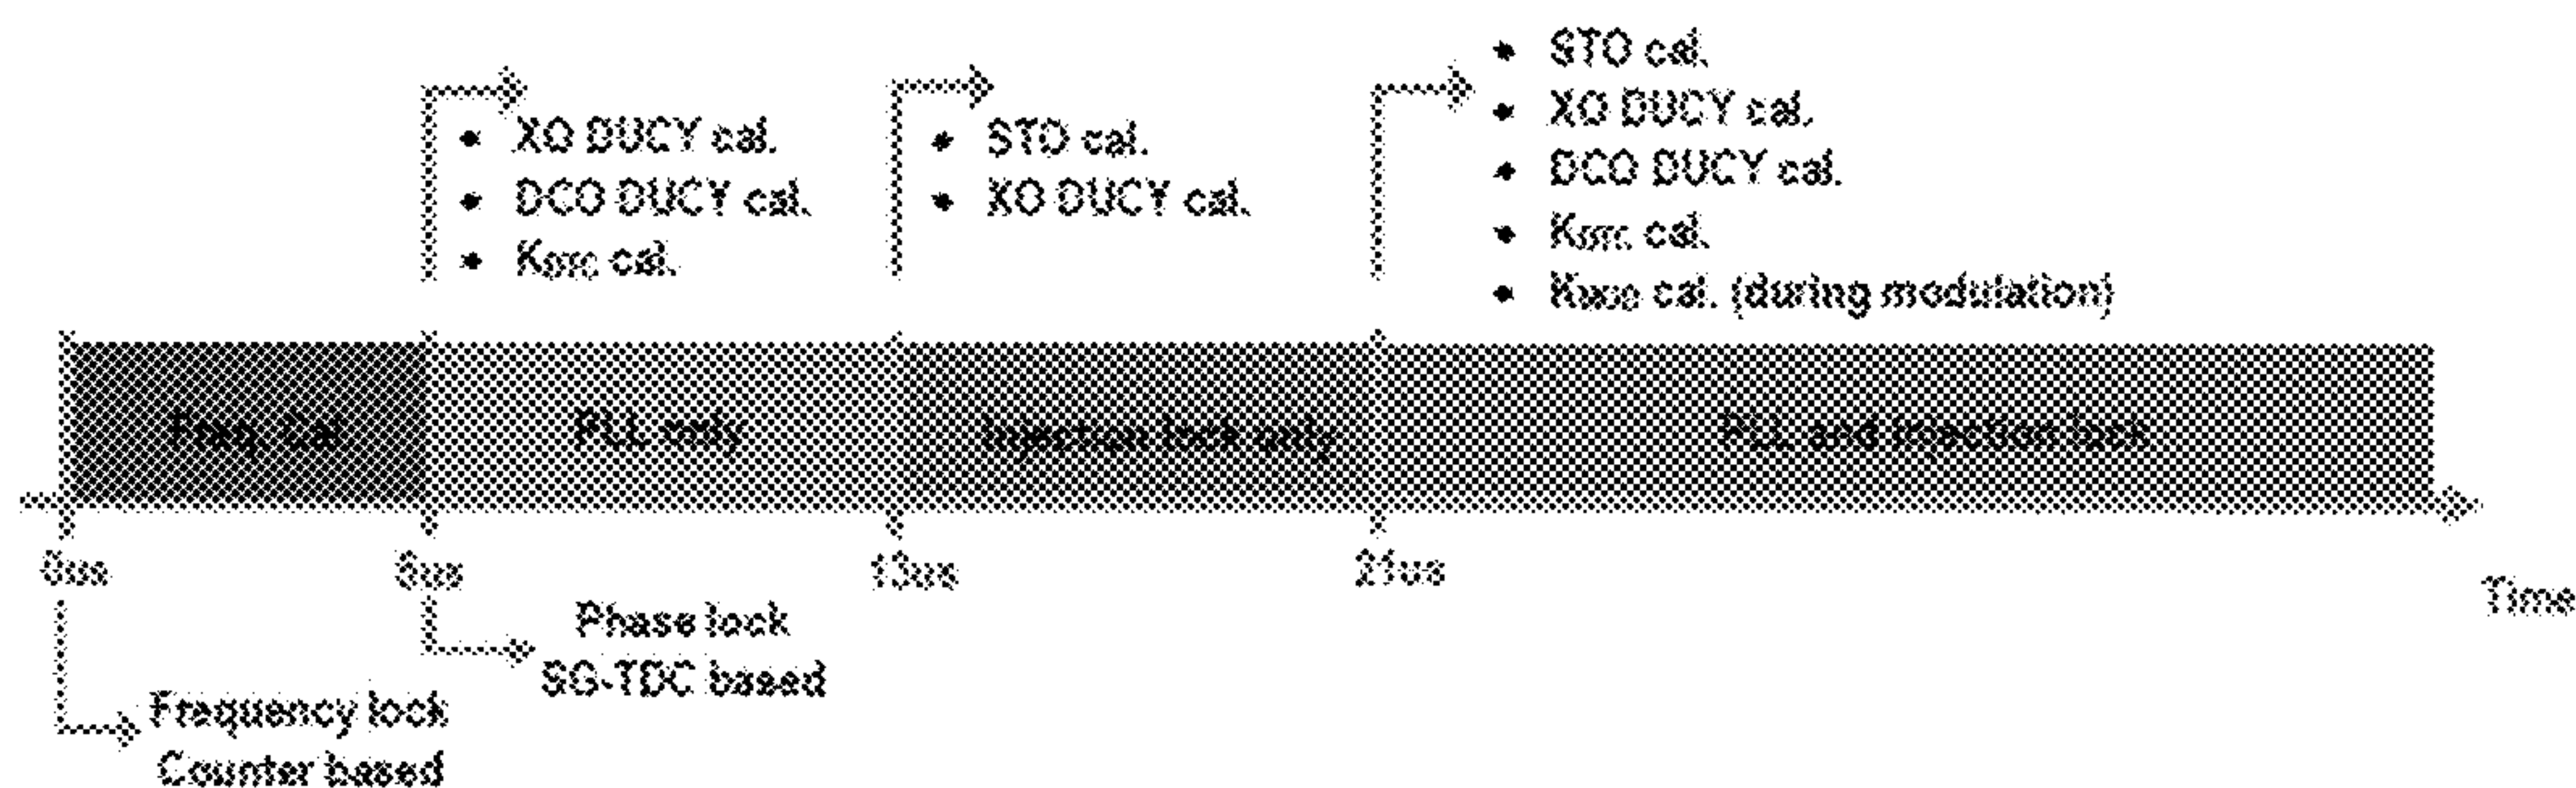 STO cal.
XO DUCY cal.
DCO DUCY cal.
KDTC cal.
cal. (during modulation)
XO DUCY cal.
DCO DUCY cal.
KDTC cal.
STO cal.
XO DUCY cal.
Freq. Cal
PLL only
Injection lock only
PLL and injection lock
0us
13us
21us
Time
Phase lock
SG-TDC based
Frequency lock
Counter based